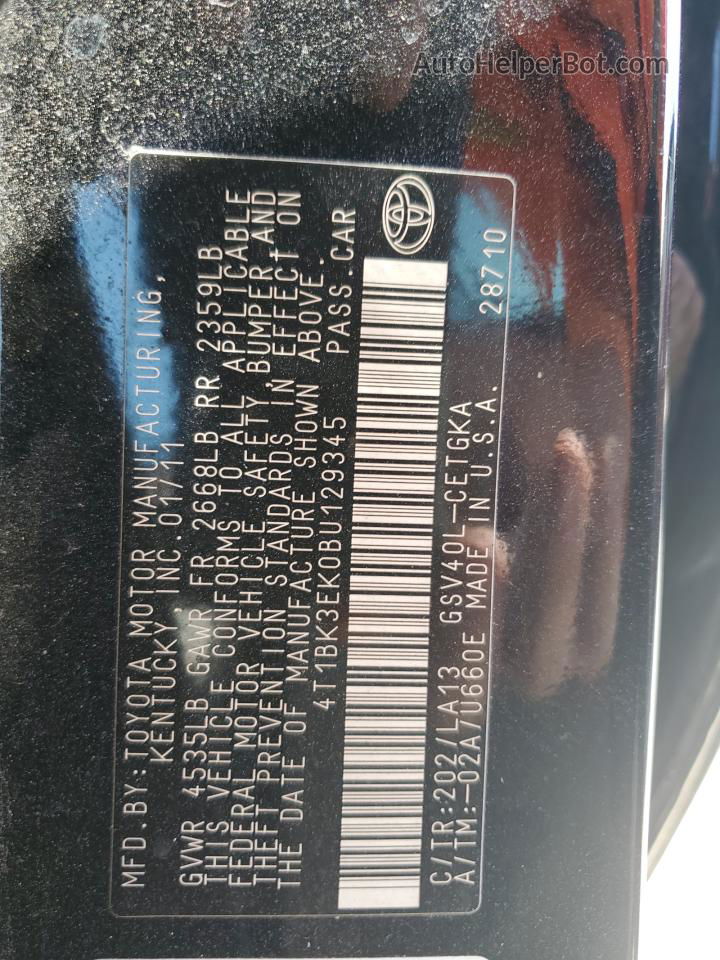 AutoHelperBot.com
MFD.BY:TOYOTA MOTOR MANUFACTURING,
KENTUCKY, INC 01/11
GVWR 4535LB GAWR FR 2668LB RR 2359LB
THIS VEHICLE CONFORMS TO ALL APPLICABLE
FEDERAL MOTOR VEHICLE SAFETY,BUMPER,AND
THEFT PREVENTION STANDARDS IN EFFECT ON
THE DATE OF MANUFACTURE SHOWN ABOVE.
4T1BK3EK0BU129345 PASS.CAR
C/TR:202/LA13 GSV40L-CETGKA
A/TM:-02A/U660E MADE IN U.S.A.
28710